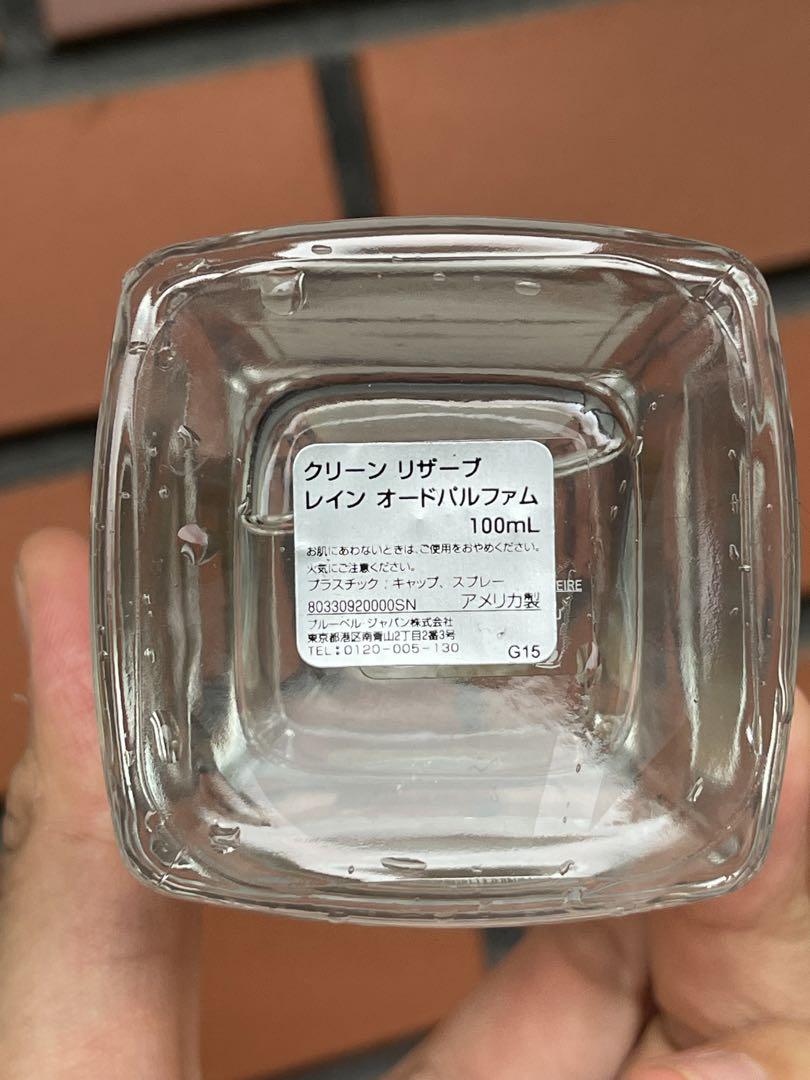 クリーン リザーブ
レイン オードパルファム
100mL
お肌にあわないときは、ご使用をおやめください。
火気にご注意ください。
プラスチック : キャップ、スプレー
80330920000SN アメリカ製
ブルーベル・ジャパン株式会社
東京都港区南青山2丁目2番3号
TEL:0120-005-130 G15
EIRE